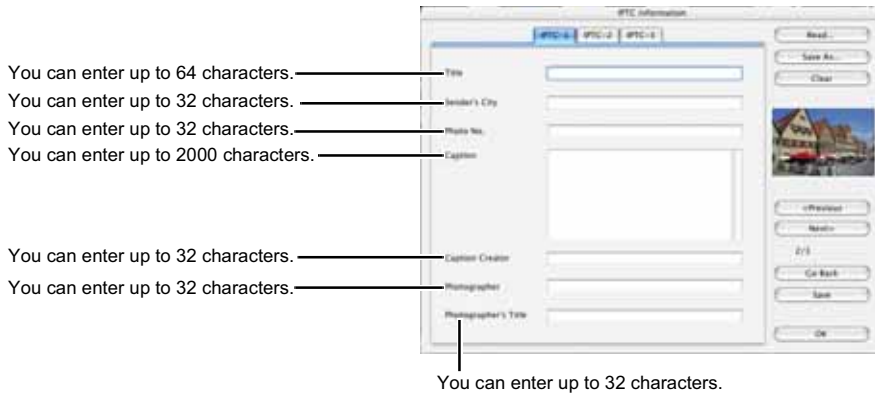 IPTC Information
IPTC-1 IPTC-2 IPTC-3
Read...
Save As...
Clear
You can enter up to 64 characters.
Title
You can enter up to 32 characters.
Sender's City
You can enter up to 32 characters.
Photo No.
You can enter up to 2000 characters.
Caption
<Previous
Next>
2/3
You can enter up to 32 characters.
Caption Creator
Go Back
You can enter up to 32 characters.
Photographer
Save
Photographer's Title
OK
You can enter up to 32 characters.